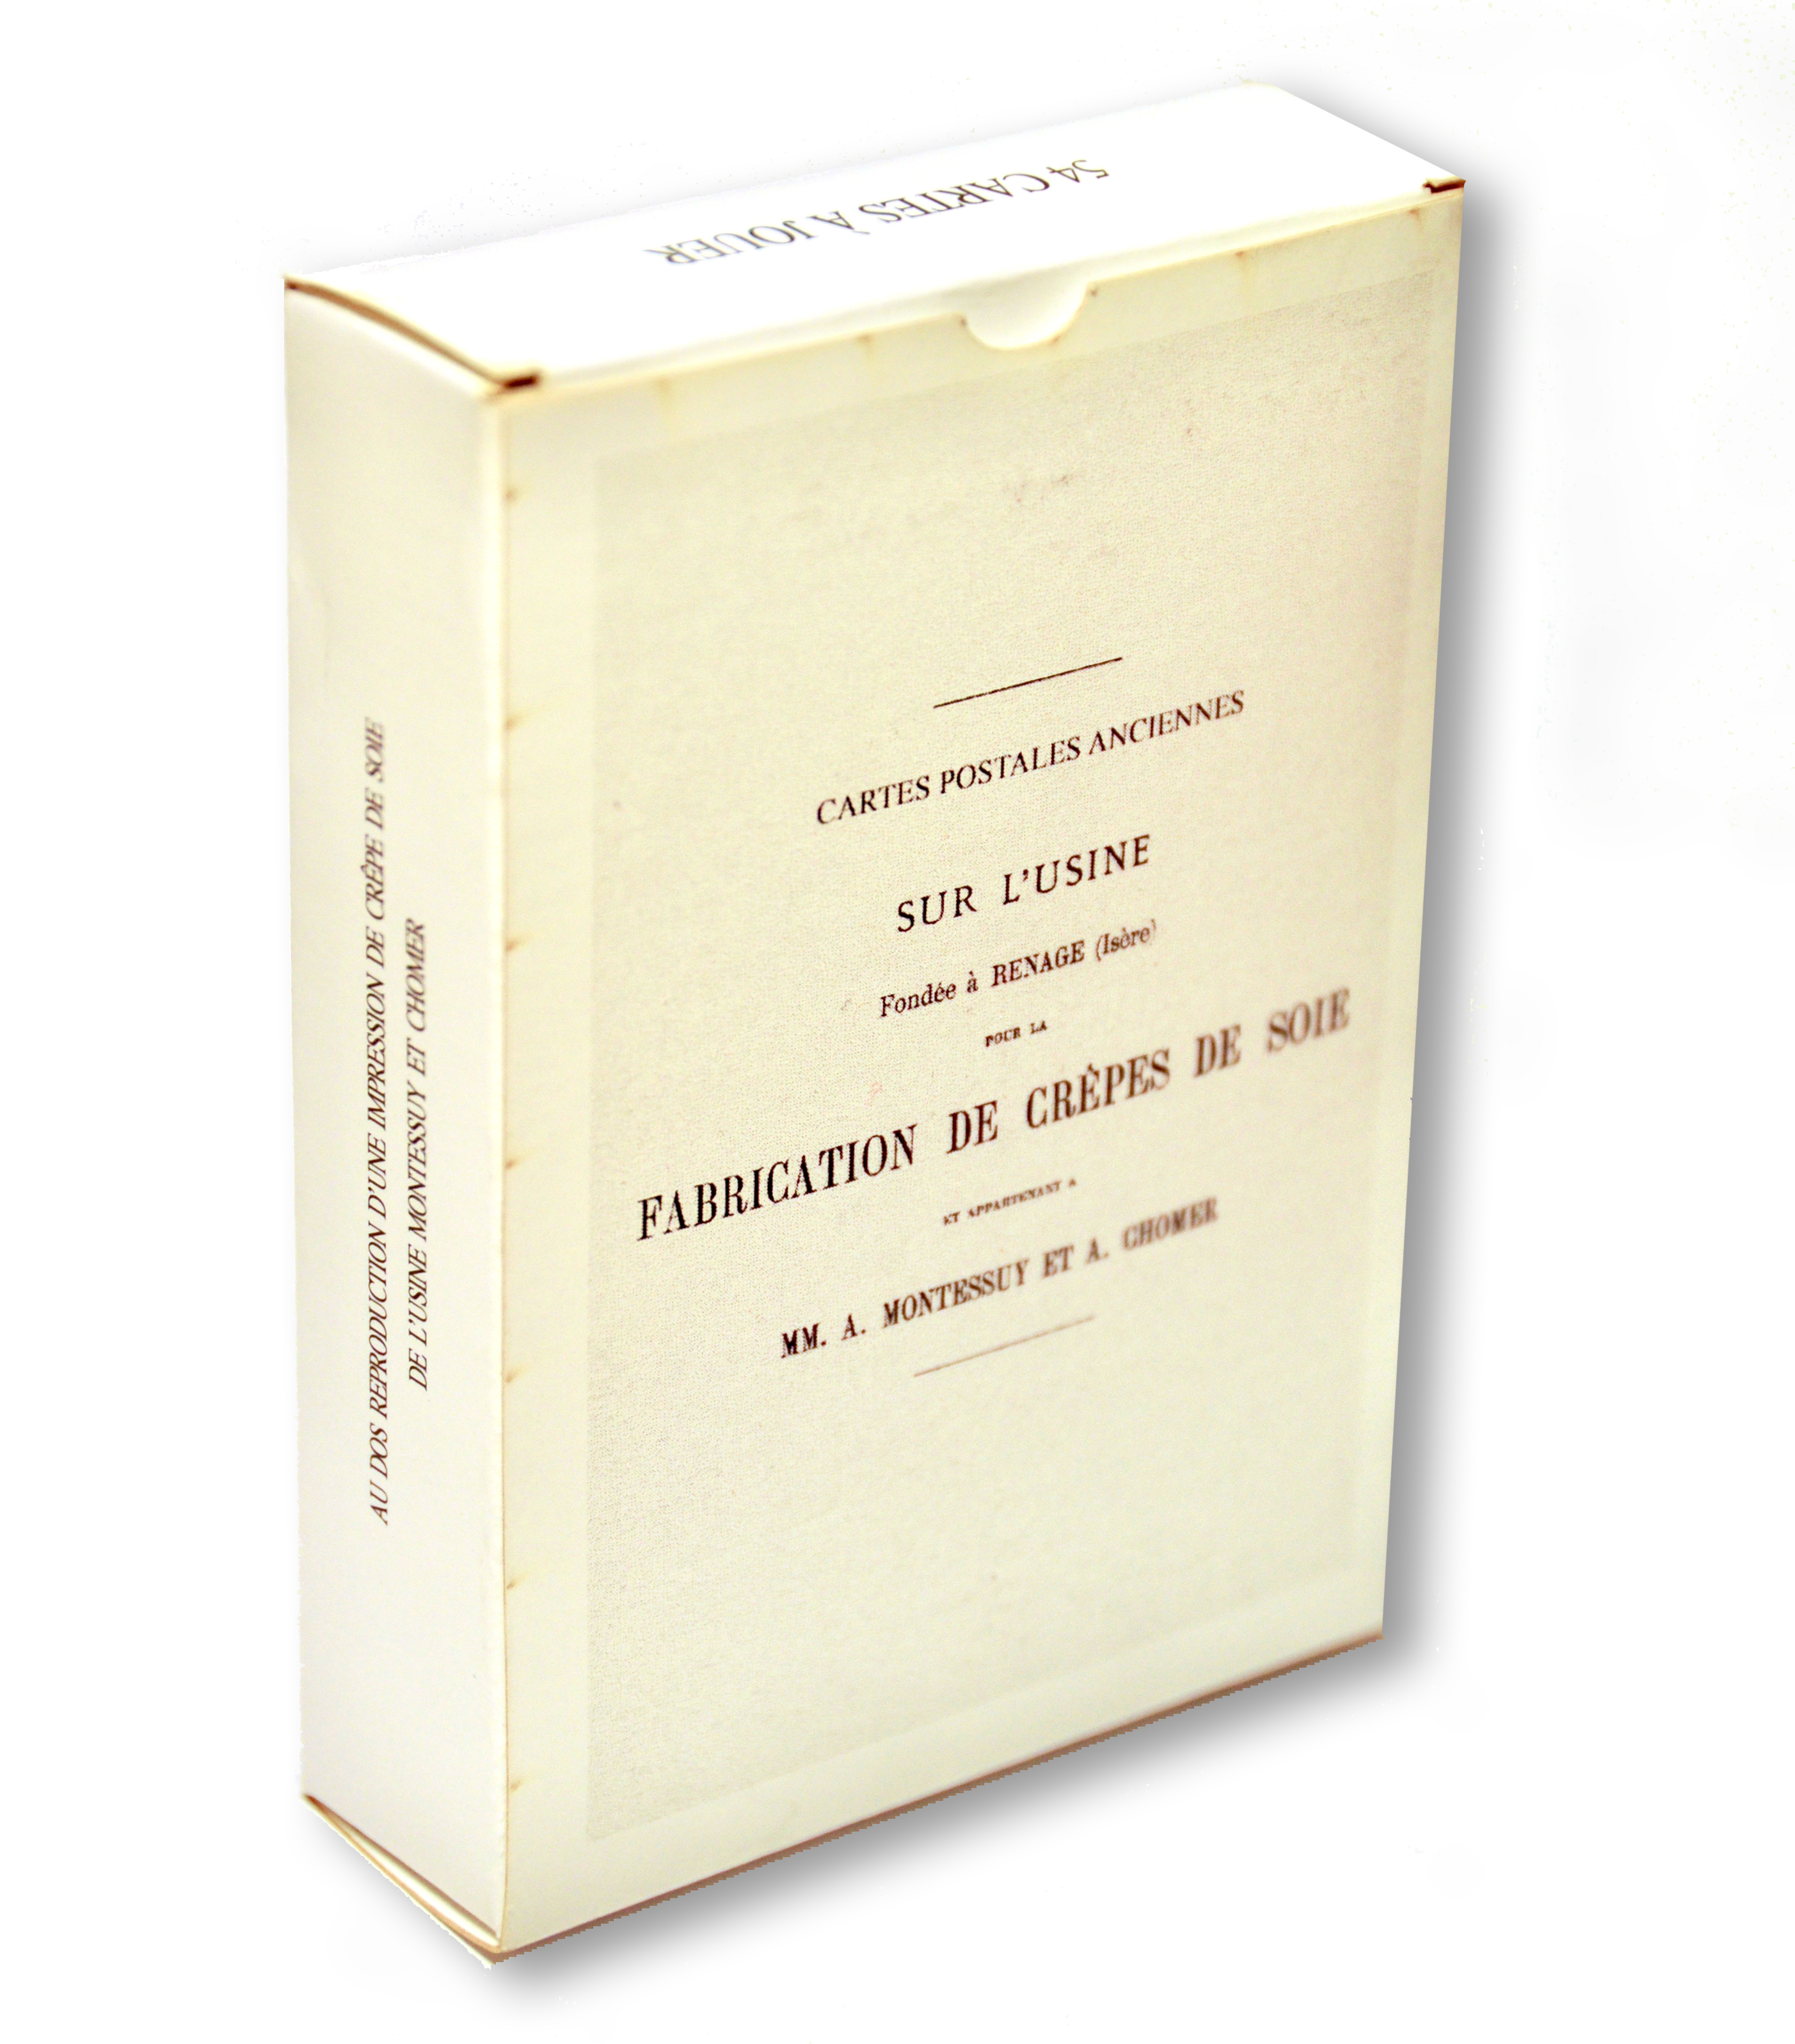 54 CARTES À JOUER
CARTES POSTALES ANCIENNES
SUR L'USINE
Fondée à RENAGE (Isère)
POUR LA
FABRICATION DE CRÊPES DE SOIE
ET APPARTENANT A
MM. A. MONTESSUY ET A. CHOMER
AU DOS REPRODUCTION D'UNE IMPRESSION DE CRÊPE DE SOIE
DE L'USINE MONTESSUY ET CHOMER